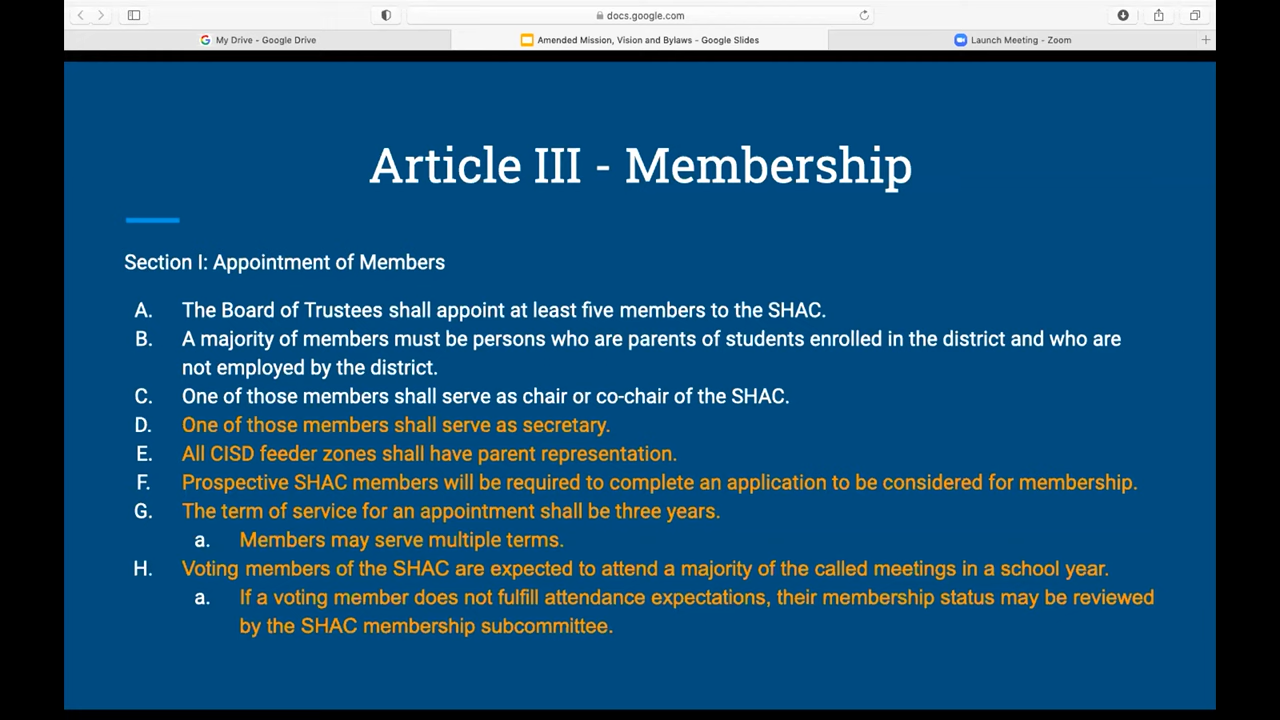 docs.google.com
My Drive - Google Drive
Amended Mission, Vision and Bylaws - Google Slides
Launch Meeting - Zoom
Article III - Membership
Section I: Appointment of Members
A. The Board of Trustees shall appoint at least five members to the SHAC.
B. A majority of members must be persons who are parents of students enrolled in the district and who are
not employed by the district.
C. One of those members shall serve as chair or co-chair of the SHAC.
D. One of those members shall serve as secretary.
E. All CISD feeder zones shall have parent representation.
F. Prospective SHAC members will be required to complete an application to be considered for membership.
G. The term of service for an appointment shall be three years.
a. Members may serve multiple terms.
H. Voting members of the SHAC are expected to attend a majority of the called meetings in a school year.
a. If a voting member does not fulfill attendance expectations, their membership status may be reviewed
by the SHAC membership subcommittee.